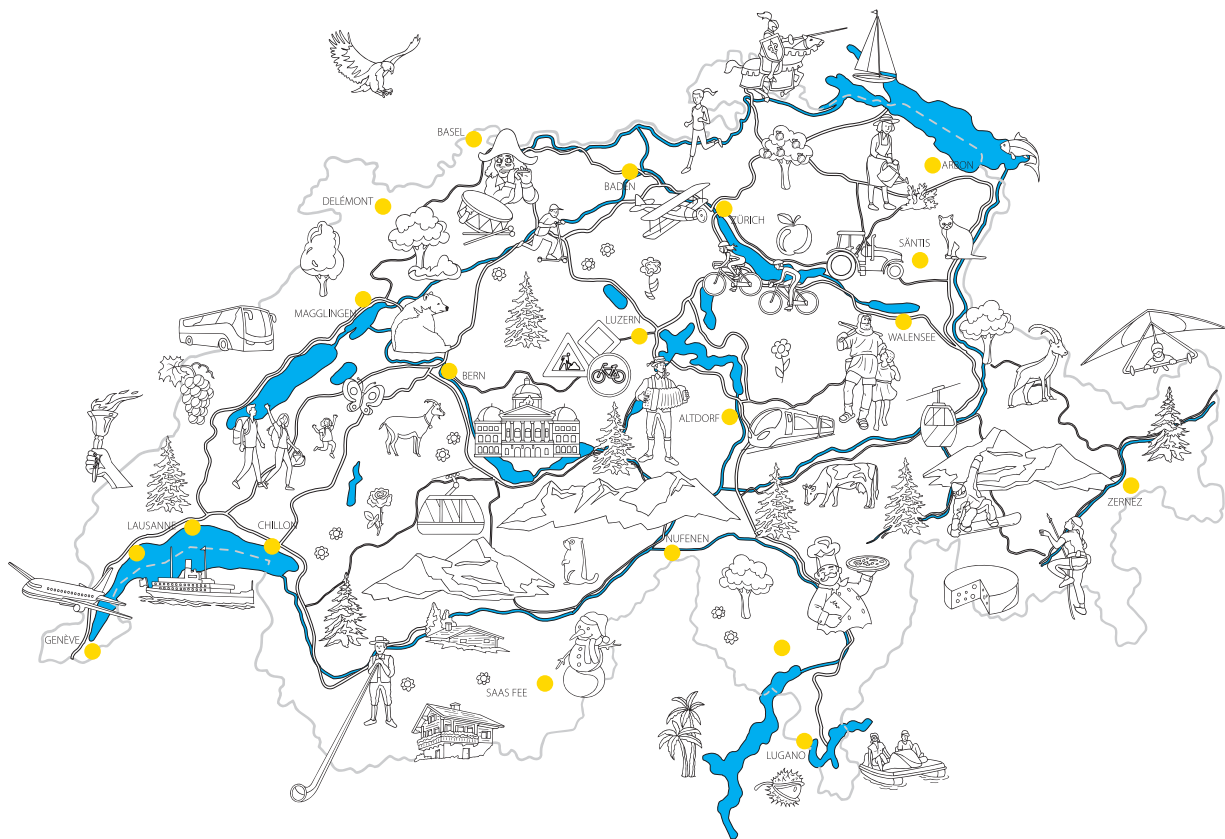 BASEL
BADEN
ARBON
DELÉMONT
ZÜRICH
SÄNTIS
MAGGLINGEN
LUZERN
WALENSEE
BERN
ALTDORF
ZERNEZ
LAUSANNE
CHILLON
NUFENEN
GENÈVE
SAAS FEE
LUGANO